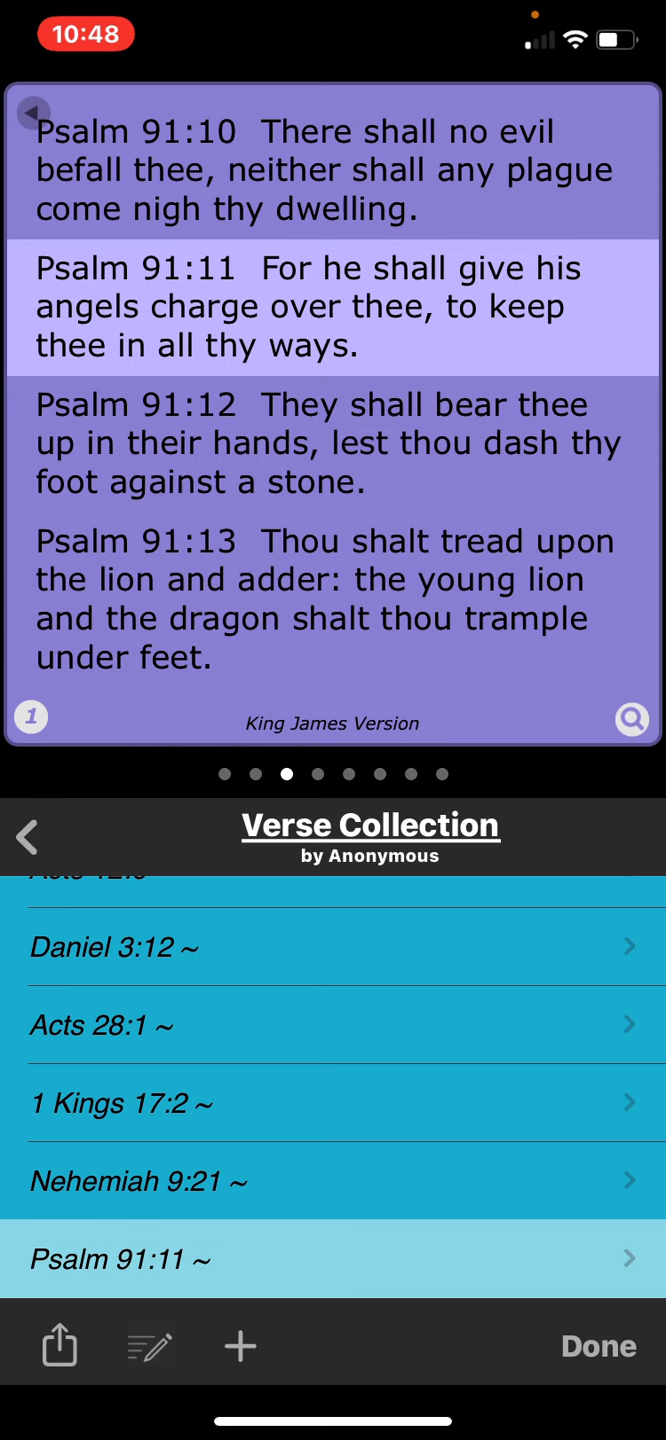 10:48
Psalm 91:10 There shall no evil
befall thee, neither shall any plague
come nigh thy dwelling.
Psalm 91:11 For he shall give his
angels charge over thee, to keep
thee in all thy ways.
Psalm 91:12 They shall bear thee
up in their hands, lest thou dash thy
foot against a stone.
Psalm 91:13 Thou shalt tread upon
the lion and adder: the young lion
and the dragon shalt thou trample
under feet.
1
King James Version
Verse Collection
by Anonymous
Daniel 3:12 ~
Acts 28:1 ~
1 Kings 17:2 ~
Nehemiah 9:21 ~
Psalm 91:11 ~
Done